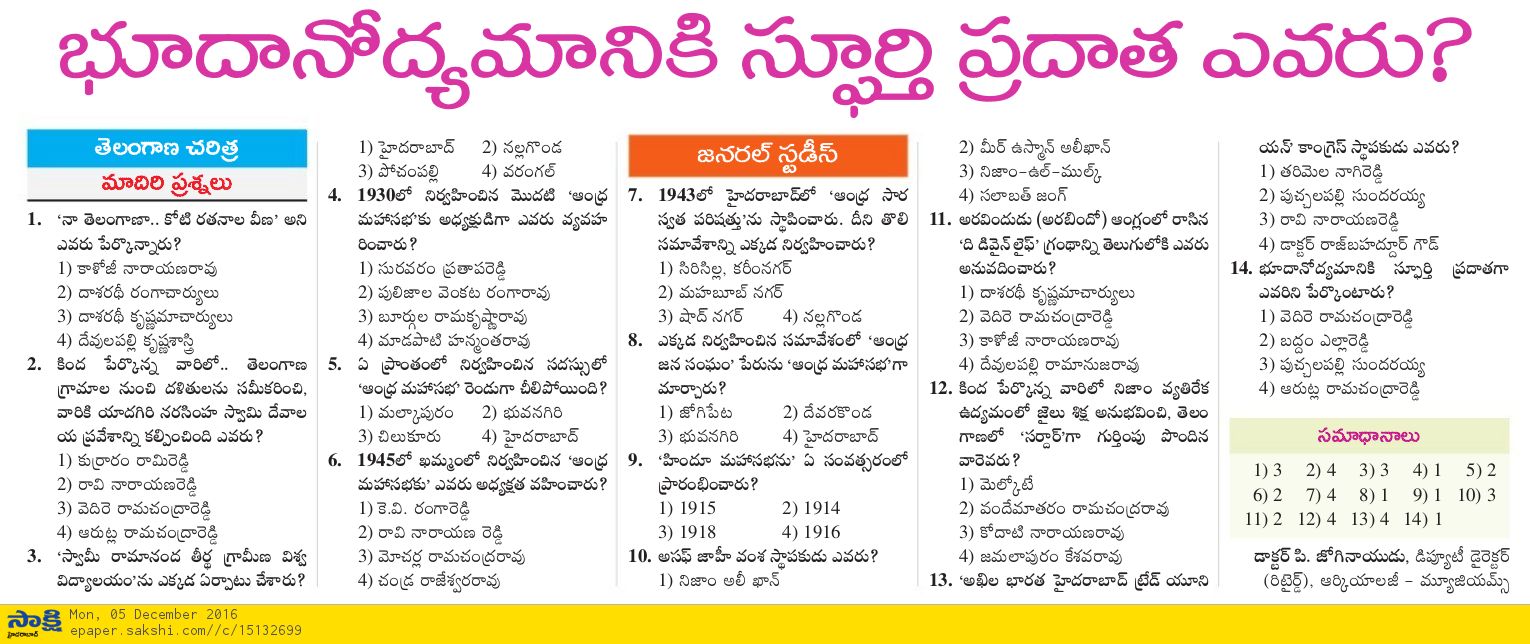 భూదానోద్యమానికి స్ఫూర్తి ప్రదాత ఎవరు?
తెలంగాణ చరిత్ర
మాదిరి ప్రశ్నలు
1. ‘నా తెలంగాణా.. కోటి రతనాల వీణ’ అని
ఎవరు పేర్కొన్నారు?
1) కాళోజీ నారాయణరావు
2) దాశరథీ రంగాచార్యులు
3) దాశరథీ కృష్ణమాచార్యులు
4) దేవులపల్లి కృష్ణశాస్త్రి
2. కింద పేర్కొన్న వారిలో.. తెలంగాణ
గ్రామాల నుంచి దళితులను సమీకరించి,
వారికి యాదగిరి నరసింహ స్వామి దేవాల
య ప్రవేశాన్ని కల్పించింది ఎవరు?
1) కుర్రారం రామిరెడ్డి
2) రావి నారాయణరెడ్డి
3) వెదిరె రామచంద్రారెడ్డి
4) ఆరుట్ల రామచంద్రారెడ్డి
3. ‘స్వామీ రామానంద తీర్థ గ్రామీణ విశ్వ
విద్యాలయం’ను ఎక్కడ ఏర్పాటు చేశారు?
1) హైదరాబాద్ 2) నల్లగొండ
3) పోచంపల్లి 4) వరంగల్
4. 1930లో నిర్వహించిన మొదటి ‘ఆంధ్ర
మహాసభ’కు అధ్యక్షుడిగా ఎవరు వ్యవహ
రించారు?
1) సురవరం ప్రతాపరెడ్డి
2) పులిజాల వెంకట రంగారావు
3) బూర్గుల రామకృష్ణారావు
4) మాడపాటి హన్మంతరావు
5. ఏ ప్రాంతంలో నిర్వహించిన సదస్సులో
‘ఆంధ్ర మహాసభ’ రెండుగా చీలిపోయింది?
1) మల్కాపురం 2) భువనగిరి
3) చిలుకూరు 4) హైదరాబాద్
6. 1945లో ఖమ్మంలో నిర్వహించిన ‘ఆంధ్ర
మహాసభకు’ ఎవరు అధ్యక్షత వహించారు?
1) కె.వి. రంగారెడ్డి
2) రావి నారాయణ రెడ్డి
3) మోచర్ల రామచంద్రరావు
4) చండ్ర రాజేశ్వరరావు
జనరల్ స్టడీస్
7. 1943లో హైదరాబాద్‌లో ‘ఆంధ్ర సార
స్వత పరిషత్తు’ను స్థాపించారు. దీని తొలి
సమావేశాన్ని ఎక్కడ నిర్వహించారు?
1) సిరిసిల్ల, కరీంనగర్
2) మహబూబ్ నగర్
3) షాద్ నగర్ 4) నల్లగొండ
8. ఎక్కడ నిర్వహించిన సమావేశంలో ‘ఆంధ్ర
జన సంఘం’ పేరును ‘ఆంధ్ర మహాసభ’గా
మార్చారు?
1) జోగిపేట 2) దేవరకొండ
3) భువనగిరి 4) హైదరాబాద్
9. ‘హిందూ మహాసభను’ ఏ సంవత్సరంలో
ప్రారంభించారు?
1) 1915 2) 1914
3) 1918 4) 1916
10. అసఫ్ జాహీ వంశ స్థాపకుడు ఎవరు?
1) నిజాం అలీ ఖాన్
2) మీర్ ఉస్మాన్ అలీఖాన్
3) నిజాం-ఉల్-ముల్క్
4) సలాబత్ జంగ్
11. అరవిందుడు (అరబిందో) ఆంగ్లంలో రాసిన
‘ది డివైన్ లైఫ్’ గ్రంథాన్ని తెలుగులోకి ఎవరు
అనువదించారు?
1) దాశరథీ కృష్ణమాచార్యులు
2) వెదిరె రామచంద్రారెడ్డి
3) కాళోజీ నారాయణరావు
4) దేవులపల్లి రామానుజరావు
12. కింద పేర్కొన్న వారిలో నిజాం వ్యతిరేక
ఉద్యమంలో జైలు శిక్ష అనుభవించి, తెలం
గాణలో ‘సర్దార్’గా గుర్తింపు పొందిన
వారెవరు?
1) మెల్కోటే
2) వందేమాతరం రామచంద్రరావు
3) కోదాటి నారాయణరావు
4) జమలాపురం కేశవరావు
13. ‘అఖిల భారత హైదరాబాద్ ట్రేడ్ యూని
యన్’ కాంగ్రెస్ స్థాపకుడు ఎవరు?
1) తరిమెల నాగిరెడ్డి
2) పుచ్చలపల్లి సుందరయ్య
3) రావి నారాయణరెడ్డి
4) డాక్టర్ రాజ్‌బహద్దూర్ గౌడ్
14. భూదానోద్యమానికి స్ఫూర్తి ప్రదాతగా
ఎవరిని పేర్కొంటారు?
1) వెదిరె రామచంద్రారెడ్డి
2) బద్దం ఎల్లారెడ్డి
3) పుచ్చలపల్లి సుందరయ్య
4) ఆరుట్ల రామచంద్రారెడ్డి
సమాధానాలు
1) 3 2) 4 3) 3 4) 1 5) 2
6) 2 7) 4 8) 1 9) 1 10) 3
11) 2 12) 4 13) 4 14) 1
డాక్టర్ పి. జోగినాయుడు, డిప్యూటీ డైరెక్టర్
(రిటైర్డ్), ఆర్కియాలజీ – మ్యూజియమ్స్
సాక్షి
హైదరాబాద్
Mon, 05 December 2016
epaper.sakshi.com//c/15132699